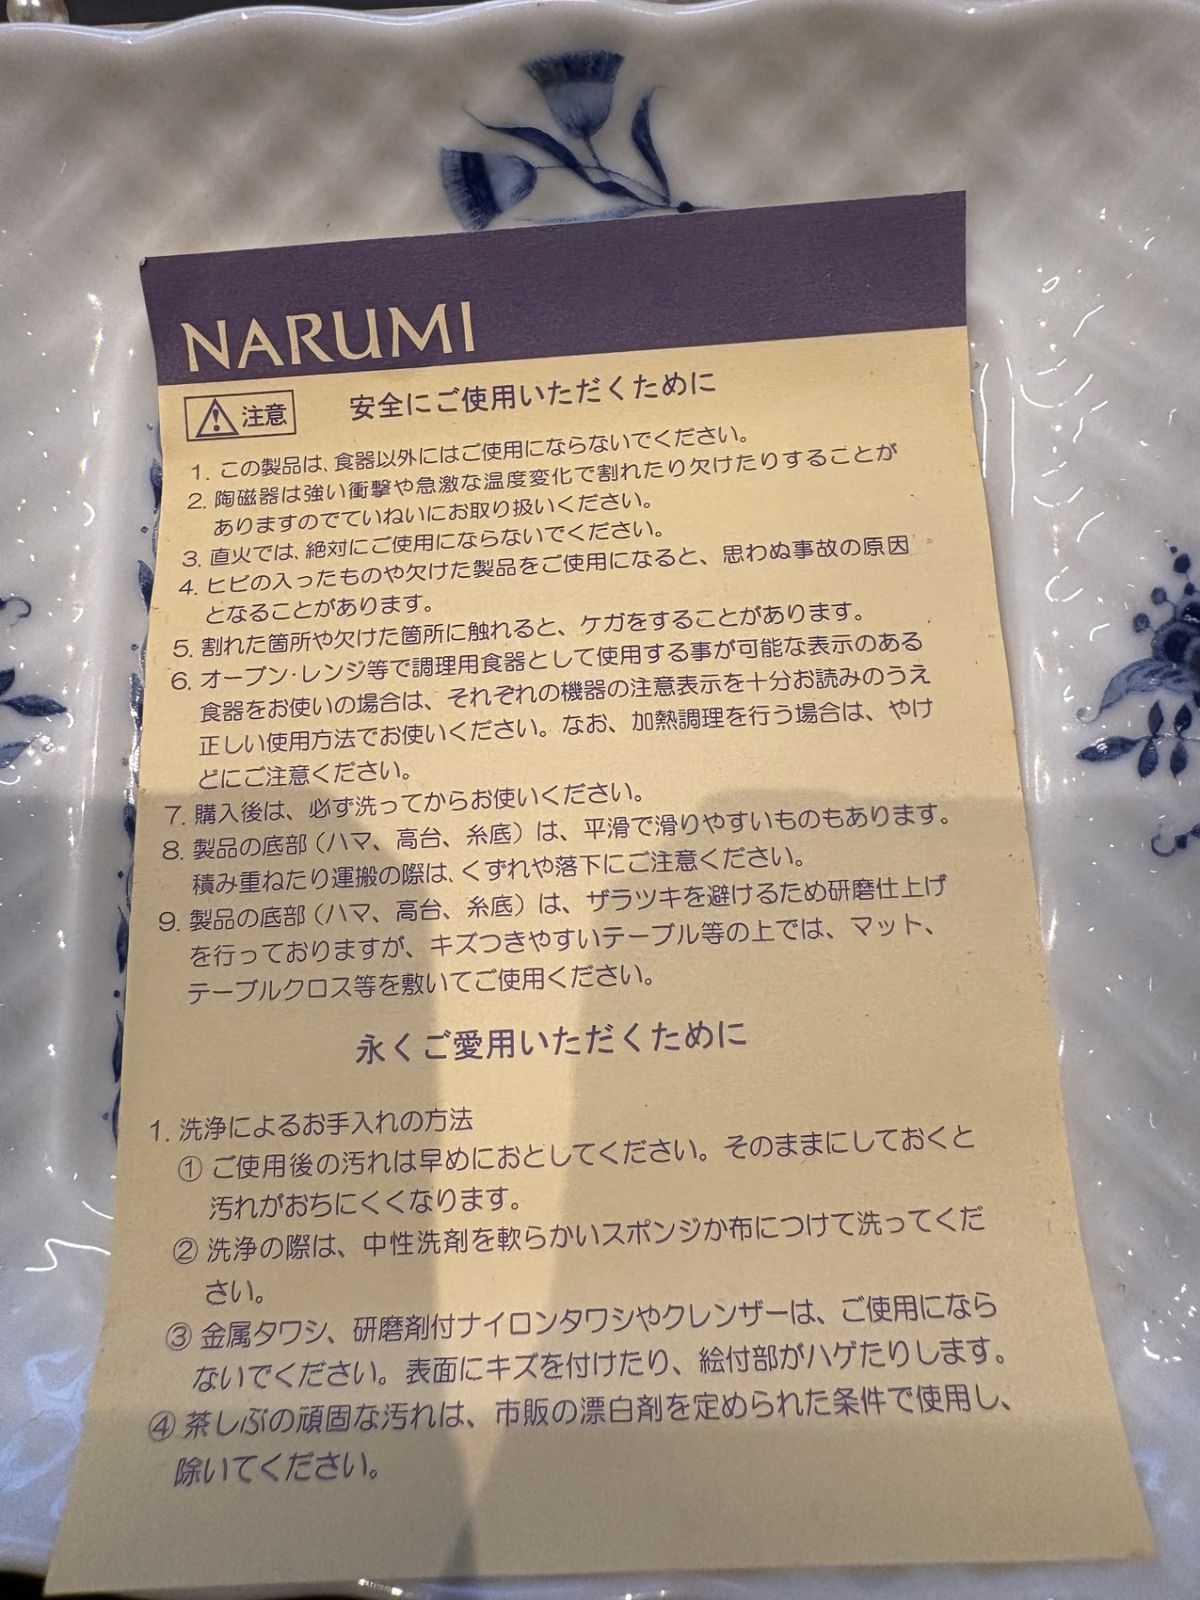 NARUMI
注意 安全にご使用いただくために
1. この製品は、食器以外にはご使用にならないでください。
2. 陶磁器は強い衝撃や急激な温度変化で割れたり欠けたりすることが
ありますのでていねいにお取り扱いください。
3. 直火では、絶対にご使用にならないでください。
4. ヒビの入ったものや欠けた製品をご使用になると、思わぬ事故の原因
となることがあります。
5. 割れた箇所や欠けた箇所に触れると、ケガをすることがあります。
6. オーブン・レンジ等で調理用食器として使用する事が可能な表示のある
食器をお使いの場合は、それぞれの機器の注意表示を十分お読みのうえ
正しい使用方法でお使いください。なお、加熱調理を行う場合は、やけ
どにご注意ください。
7. 購入後は、必ず洗ってからお使いください。
8. 製品の底部（ハマ、高台、糸底）は、平滑で滑りやすいものもあります。
積み重ねたり運搬の際は、くずれや落下にご注意ください。
9. 製品の底部（ハマ、高台、糸底）は、ザラツキを避けるため研磨仕上げ
を行っておりますが、キズつきやすいテーブル等の上では、マット、
テーブルクロス等を敷いてご使用ください。
永くご愛用いただくために
1. 洗浄によるお手入れの方法
① ご使用後の汚れは早めにおとしてください。そのままにしておくと
汚れがおちにくくなります。
② 洗浄の際は、中性洗剤を軟らかいスポンジか布につけて洗ってくだ
さい。
③ 金属タワシ、研磨剤付ナイロンタワシやクレンザーは、ご使用になら
ないでください。表面にキズを付けたり、絵付部がハゲたりします。
④ 茶しぶの頑固な汚れは、市販の漂白剤を定められた条件で使用し、
除いてください。